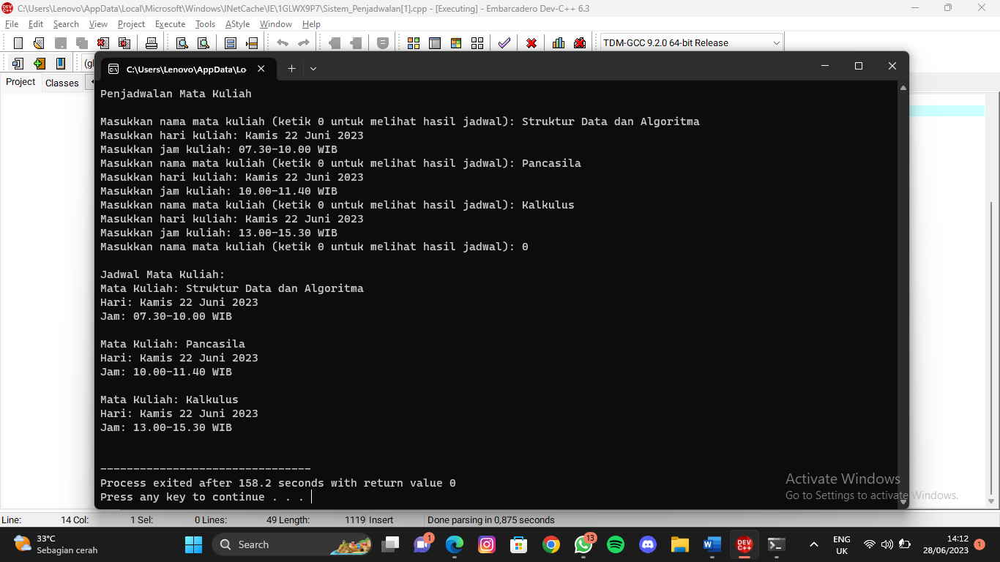 C:\Users\Lenovo\AppData\Local\Microsoft\Windows\INetCache\IE\1GLWX9P7\Sistem_Penjadwalan[1].cpp - [Executing] - Embarcadero Dev-C++ 6.3
File Edit Search View Project Execute Tools AStyle Window Help
TDM-GCC 9.2.0 64-bit Release
(gl
Project Classes
C:\Users\Lenovo\AppData\Lo
Penjadwalan Mata Kuliah
Masukkan nama mata kuliah (ketik 0 untuk melihat hasil jadwal): Struktur Data dan Algoritma
Masukkan hari kuliah: Kamis 22 Juni 2023
Masukkan jam kuliah: 07.30-10.00 WIB
Masukkan nama mata kuliah (ketik 0 untuk melihat hasil jadwal): Pancasila
Masukkan hari kuliah: Kamis 22 Juni 2023
Masukkan jam kuliah: 10.00-11.40 WIB
Masukkan nama mata kuliah (ketik 0 untuk melihat hasil jadwal): Kalkulus
Masukkan hari kuliah: Kamis 22 Juni 2023
Masukkan jam kuliah: 13.00-15.30 WIB
Masukkan nama mata kuliah (ketik 0 untuk melihat hasil jadwal): 0
Jadwal Mata Kuliah:
Mata Kuliah: Struktur Data dan Algoritma
Hari: Kamis 22 Juni 2023
Jam: 07.30-10.00 WIB
Mata Kuliah: Pancasila
Hari: Kamis 22 Juni 2023
Jam: 10.00-11.40 WIB
Mata Kuliah: Kalkulus
Hari: Kamis 22 Juni 2023
Jam: 13.00-15.30 WIB
--------------------------------
Process exited after 158.2 seconds with return value 0
Press any key to continue . . .
Activate Windows
Go to Settings to activate Windows.
Line: 14 Col: 1 Sel: 0 Lines: 49 Length: 1119 Insert Done parsing in 0,875 seconds
33°C
Sebagian cerah
Search
1
13
DEV C++
ENG
UK
14:12
28/06/2023
1